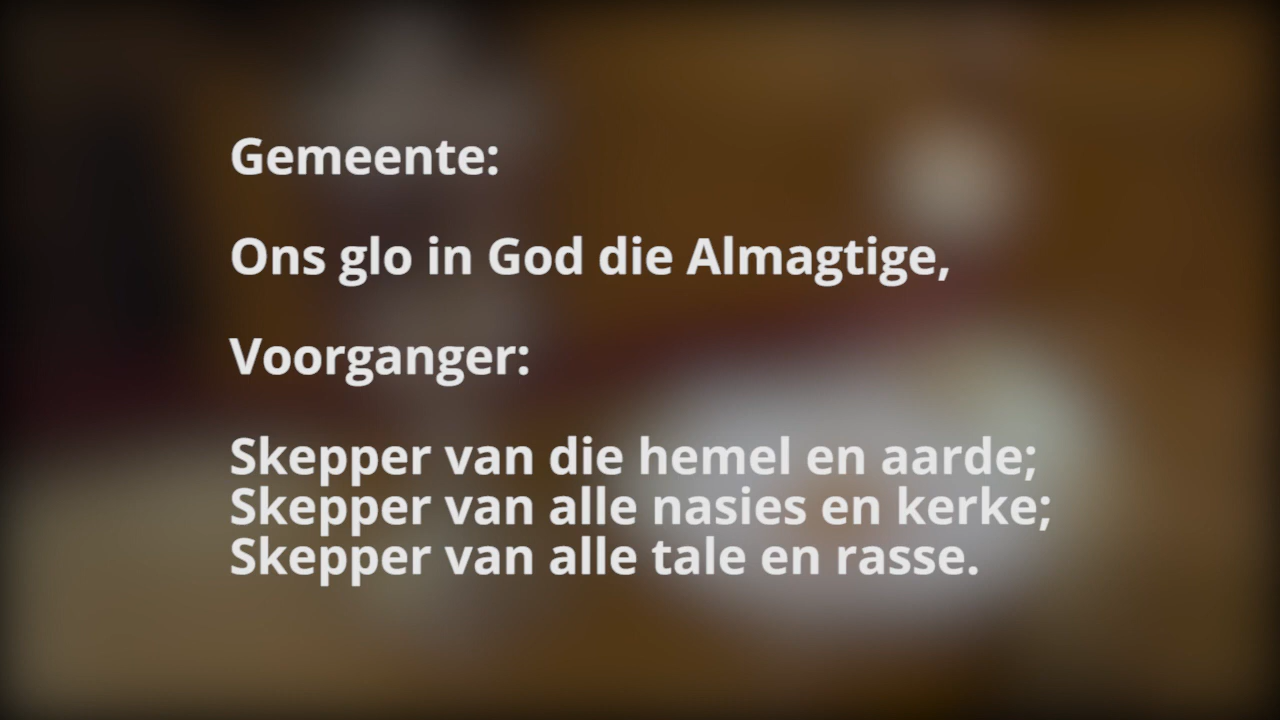 Gemeente:
Ons glo in God die Almagtige,
Voorganger:
Skepper van die hemel en aarde;
Skepper van alle nasies en kerke;
Skepper van alle tale en rasse.